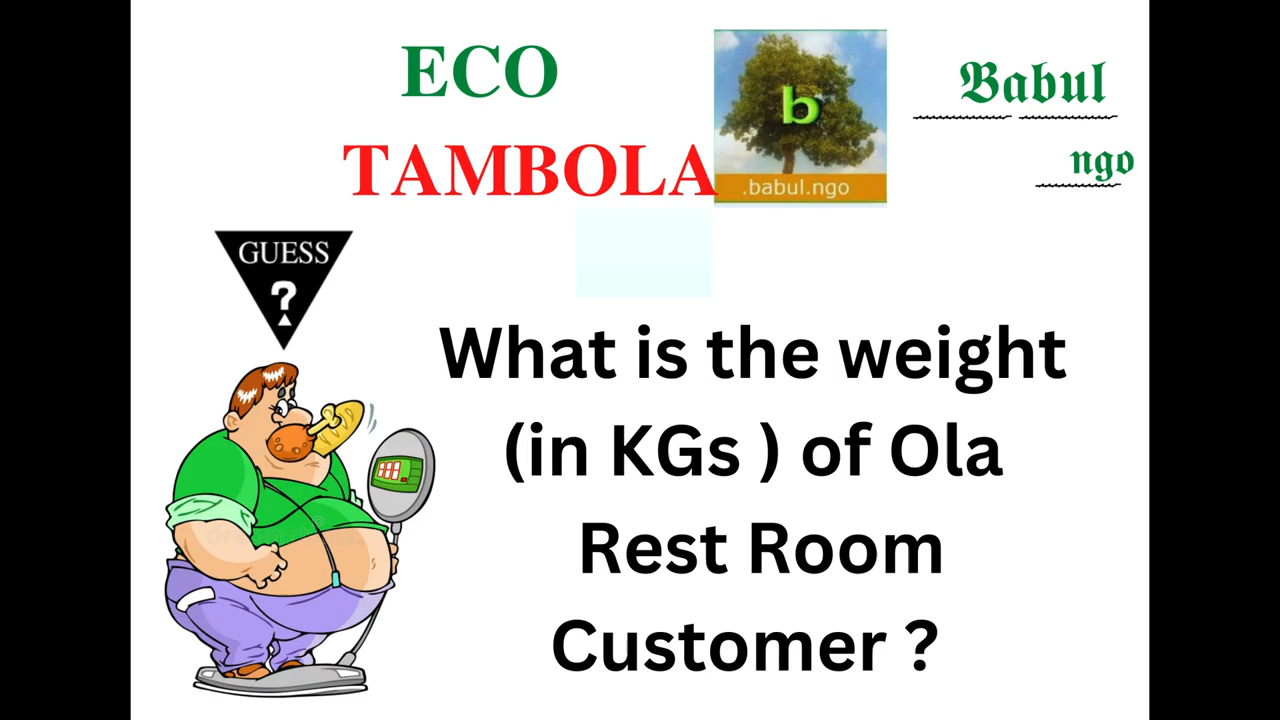 ECO
TAMBOLA
b
.babul.ngo
Babul
ngo
GUESS
?
What is the weight
(in KGs ) of Ola
Rest Room
Customer ?